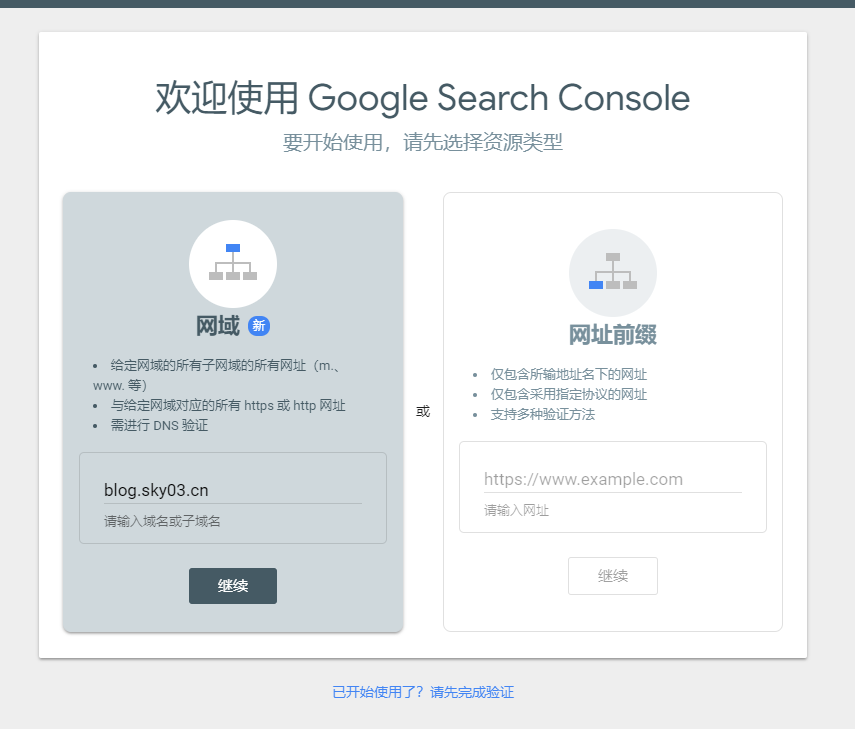 欢迎使用 Google Search Console
要开始使用，请先选择资源类型
网域 新
• 给定网域的所有子网域的所有网址（m.、
www. 等）
• 与给定网域对应的所有 https 或 http 网址
• 需进行 DNS 验证
blog.sky03.cn
请输入域名或子域名
继续
或
网址前缀
• 仅包含所输地址名下的网址
• 仅包含采用指定协议的网址
• 支持多种验证方法
https://www.example.com
请输入网址
继续
已开始使用了？请先完成验证